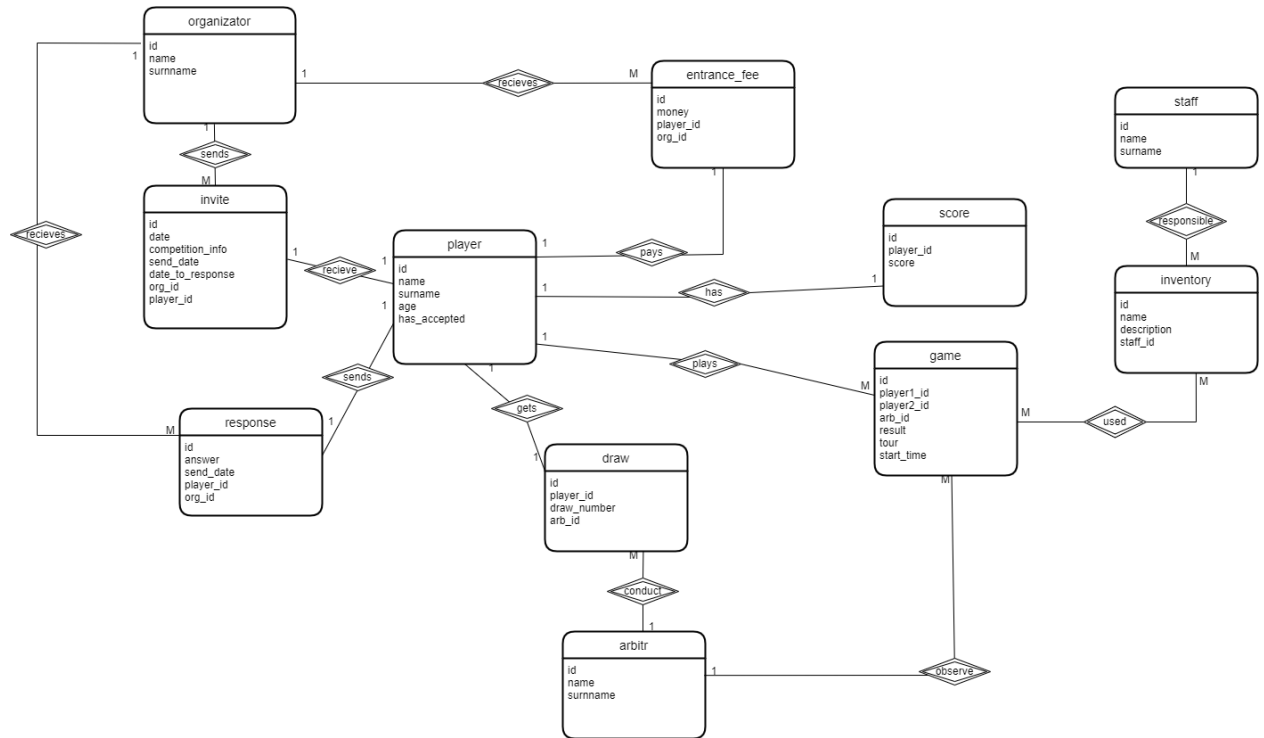 organizator
id
name
surnname
1
1
1
recieves
M
entrance_fee
id
money
player_id
org_id
1
staff
id
name
surname
1
sends
M
invite
id
date
competition_info
send_date
date_to_response
org_id
player_id
1
recieve
1
recieves
player
id
name
surname
age
has_accepted
1
pays
1
has
1
score
id
player_id
score
responsible
M
inventory
id
name
description
staff_id
M
1
plays
M
game
id
player1_id
player2_id
arb_id
result
tour
start_time
M
M
used
1
sends
1
M
response
id
answer
send_date
player_id
org_id
1
gets
1
draw
id
player_id
draw_number
arb_id
M
conduct
1
arbitr
id
name
surnname
1
observe